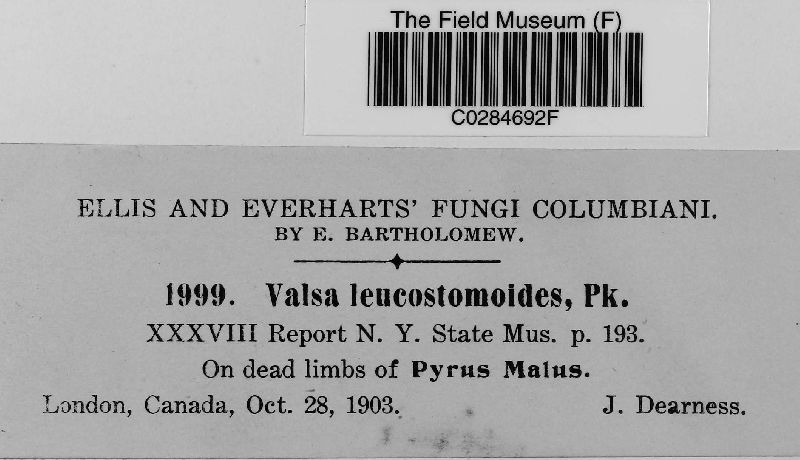 The Field Museum (F)
C0284692F
ELLIS AND EVERHARTS' FUNGI COLUMBIANI.
BY E. BARTHOLOMEW.
1999. Valsa leucostomoides, Pk.
XXXVIII Report N. Y. State Mus. p. 193.
On dead limbs of Pyrus Malus.
London, Canada, Oct. 28, 1903. J. Dearness.